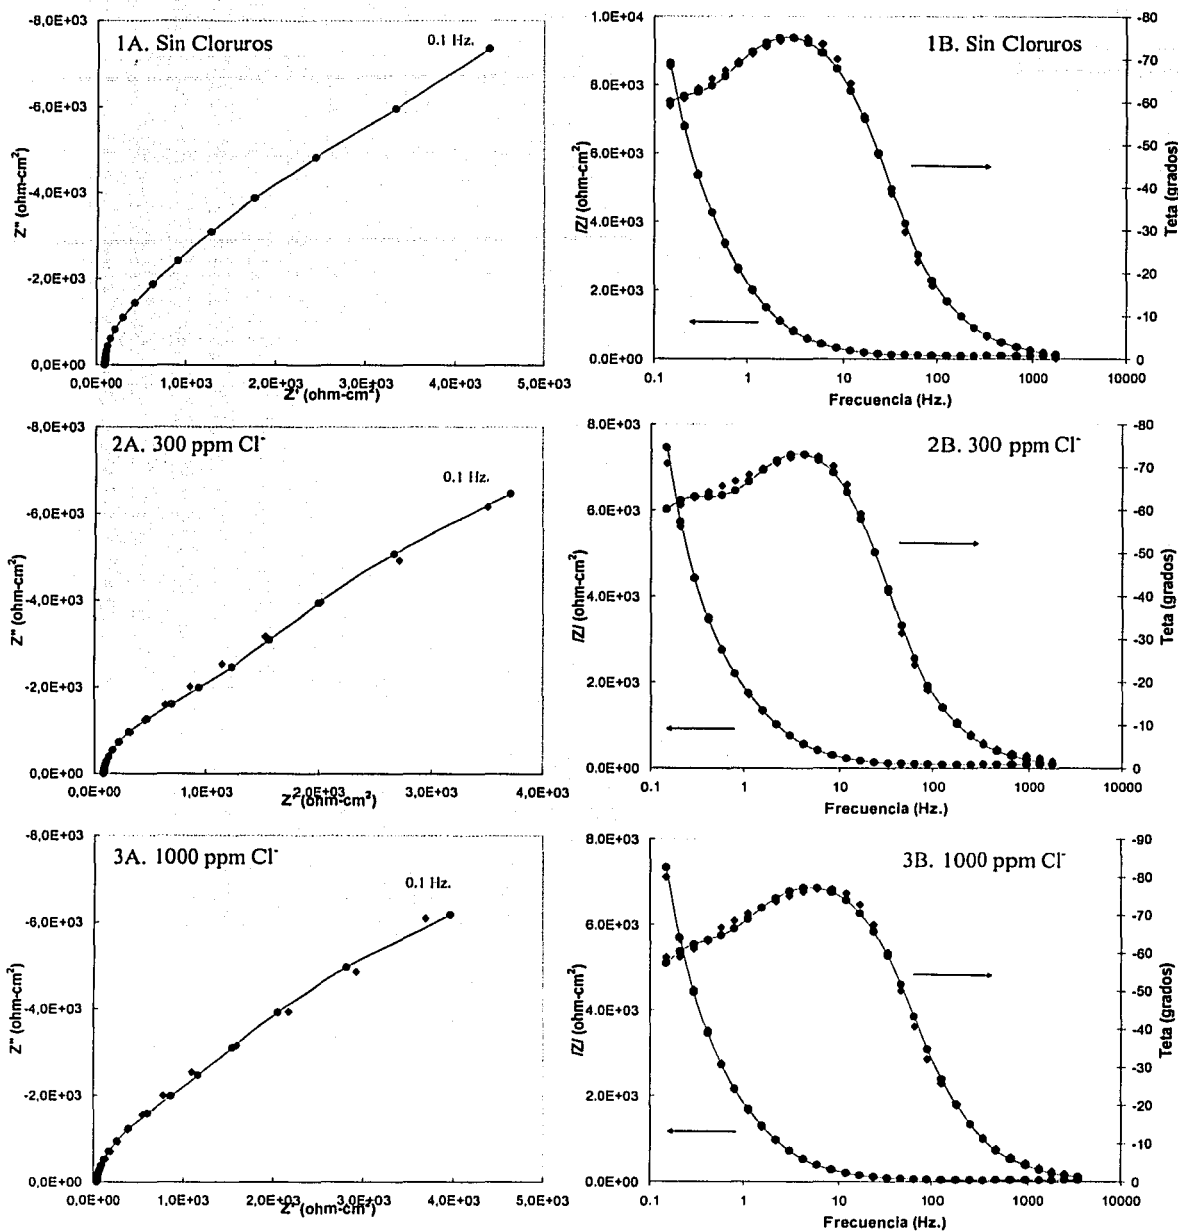 1A. Sin Cloruros
0.1 Hz.
-8,E+03
-6,0E+03
-4,0E+03
-2,0E+03
0,0E+00
Z'' (ohm-cm²)
0,E+00 1,0E+03 2,0E+03 3,0E+03 4,0E+03 5,0E+03
Z' (ohm-cm²)
1B. Sin Cloruros
1.0E+04
8.0E+03
6.0E+03
4.0E+03
2.0E+03
0.0E+00
/Z/ (ohm-cm²)
-80
-70
-60
-50
-40
-30
-20
-10
0
Teta (grados)
0.1 1 10 100 1000 10000
Frecuencia (Hz.)
2A. 300 ppm Cl⁻
0.1 Hz.
-8,0E+03
-6,0E+03
-4,0E+03
-2,0E+03
0,0E+00
Z'' (ohm-cm²)
0,0E+00 1,0E+03 2,0E+03 3,0E+03 4,0E+03
Z' (ohm-cm²)
2B. 300 ppm Cl⁻
8.0E+03
6.0E+03
4.0E+03
2.0E+03
0.0E+00
/Z/ (ohm-cm²)
-80
-70
-60
-50
-40
-30
-20
-10
0
Teta (grados)
0.1 1 10 100 1000 10000
Frecuencia (Hz.)
3A. 1000 ppm Cl⁻
0.1 Hz.
-8,0E+03
-6,0E+03
-4,0E+03
-2,0E+03
0,0E+00
Z'' (ohm-cm²)
0,0E+00 1,0E+03 2,0E+03 3,0E+03 4,0E+03 5,0E+03
Z' (ohm-cm²)
3B. 1000 ppm Cl⁻
8.0E+03
6.0E+03
4.0E+03
2.0E+03
0.0E+00
/Z/ (ohm-cm²)
-90
-80
-70
-60
-50
-40
-30
-20
-10
0
Teta (grados)
0.1 1 10 100 1000 10000
Frecuencia (Hz.)